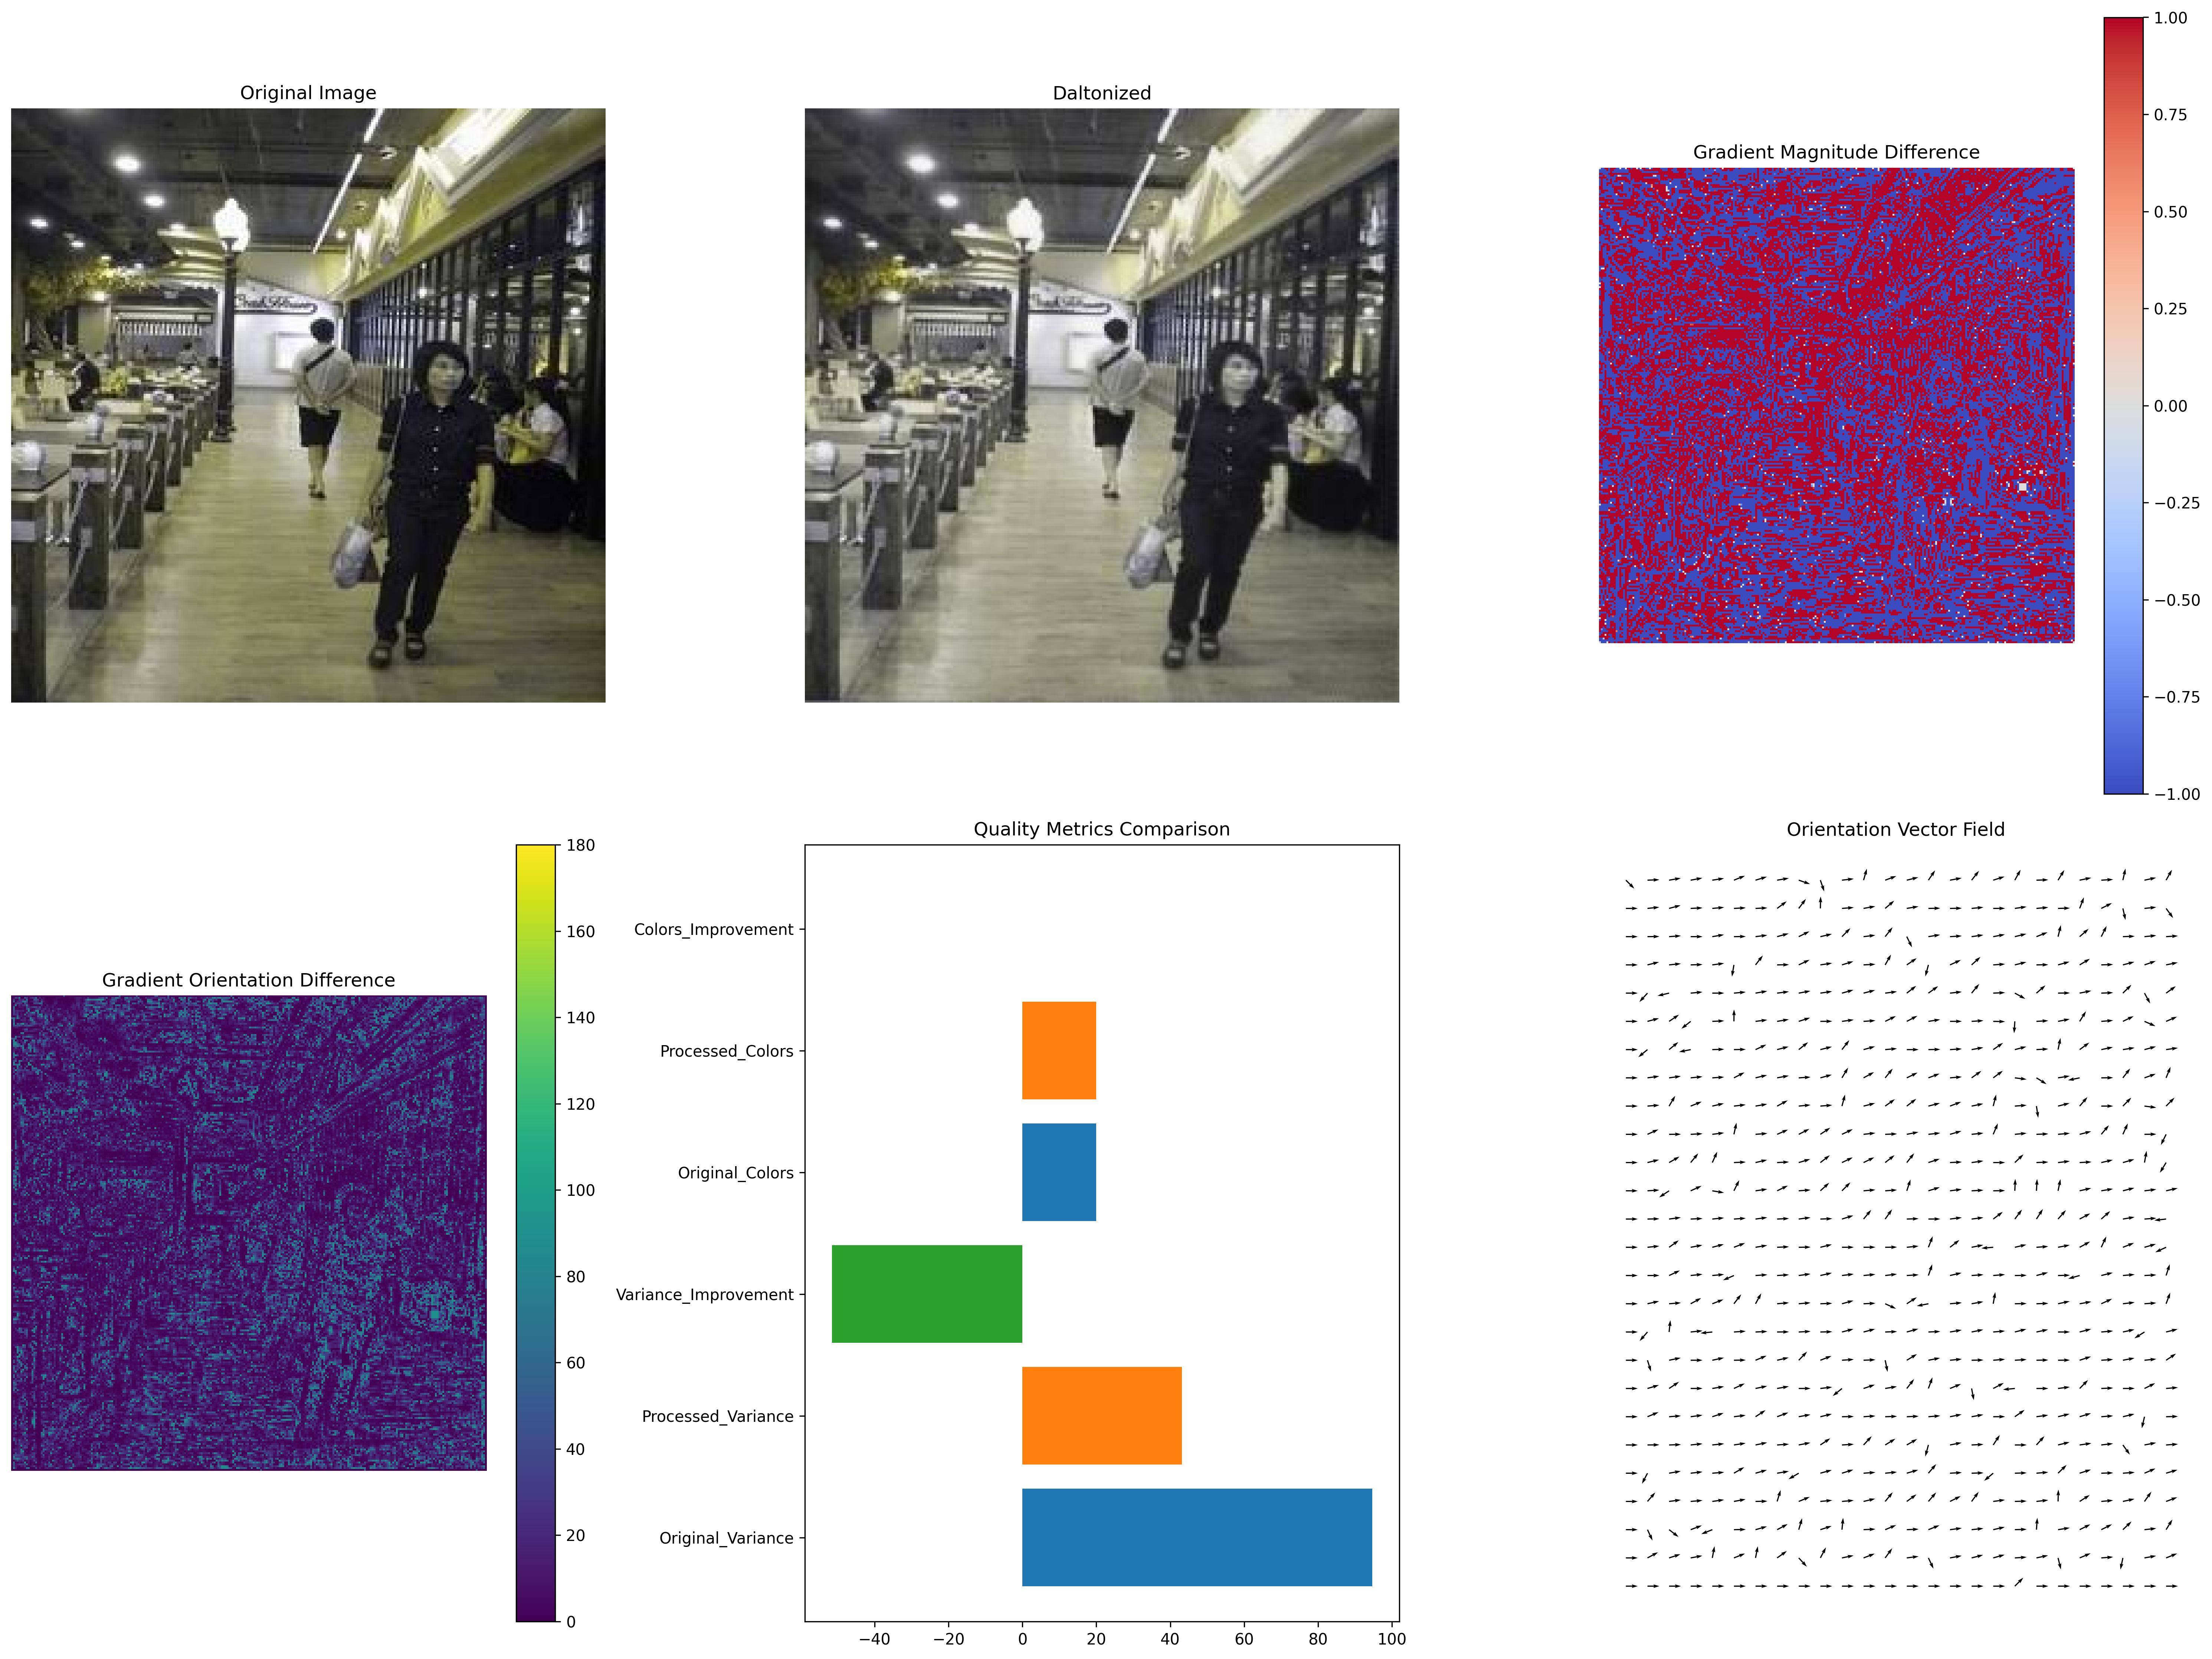 Original Image
Daltonized
Gradient Magnitude Difference
1.00
0.75
0.50
0.25
0.00
−0.25
−0.50
−0.75
−1.00
Gradient Orientation Difference
180
160
140
120
100
80
60
40
20
0
Quality Metrics Comparison
Colors_Improvement
Processed_Colors
Original_Colors
Variance_Improvement
Processed_Variance
Original_Variance
−40
−20
0
20
40
60
80
100
Orientation Vector Field